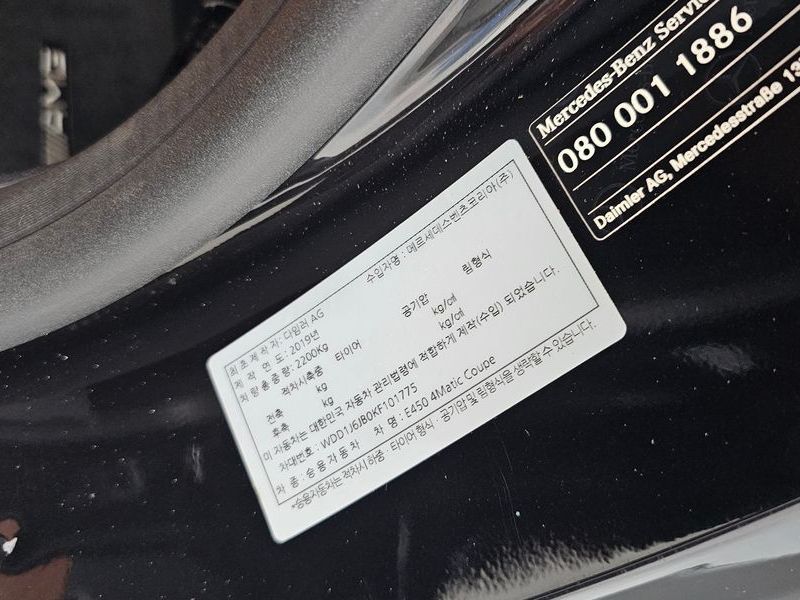 Mercedes-Benz Service
080 001 1886
Daimler AG, Mercedesstraße 13
최초제작자: 다임러 AG 수입자명 : 메르세데스벤츠코리아(주)
제작 연도: 2019년
차량 총 중량: 2200Kg
적차시축중 타이어 공기압 림형식
전축 kg kg/㎠
후축 kg kg/㎠
이 자동차는 대한민국 자동차 관리법령에 적합하게 제작(수입) 되었습니다.
차대번호 : WDD1J6JB0KF101775
차 종 : 승용자동차 차 명 : E450 4Matic Coupe
*승용자동차는 적차시 하중 · 타이어 형식 · 공기압 및 림형식을 생략할 수 있습니다.